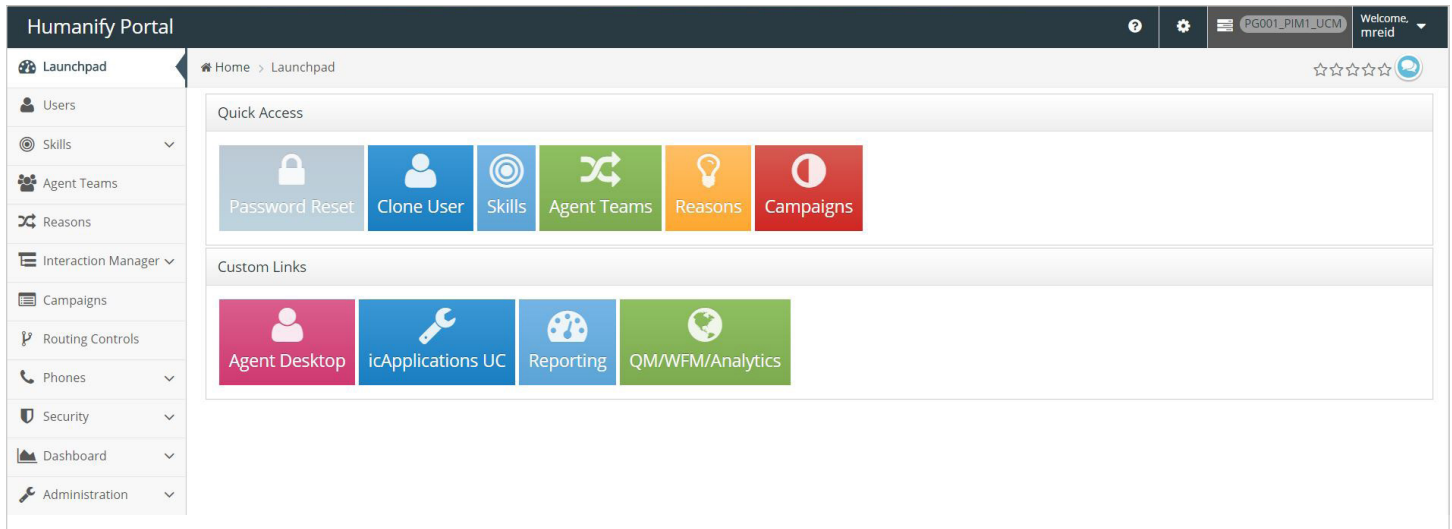 Humanify Portal
PG001_PIM1_UCM
Welcome,
mreid
Launchpad
Home > Launchpad
Users
Skills
Agent Teams
Reasons
Interaction Manager
Campaigns
Routing Controls
Phones
Security
Dashboard
Administration
Quick Access
Password Reset Clone User Skills Agent Teams Reasons Campaigns
Custom Links
Agent Desktop icApplications UC Reporting QM/WFM/Analytics